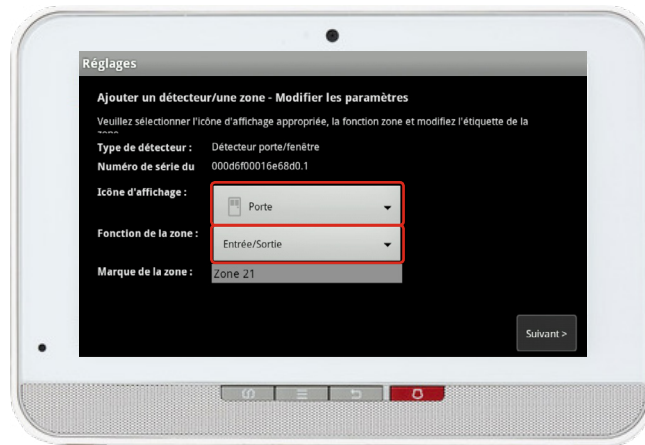 Réglages
Ajouter un détecteur/une zone - Modifier les paramètres
Veuillez sélectionner l'icône d'affichage appropriée, la fonction zone et modifiez l'étiquette de la
zone
Type de détecteur : Détecteur porte/fenêtre
Numéro de série du 000d6f00016e68d0.1
Icône d'affichage : Porte
Fonction de la zone : Entrée/Sortie
Marque de la zone : Zone 21
Suivant >